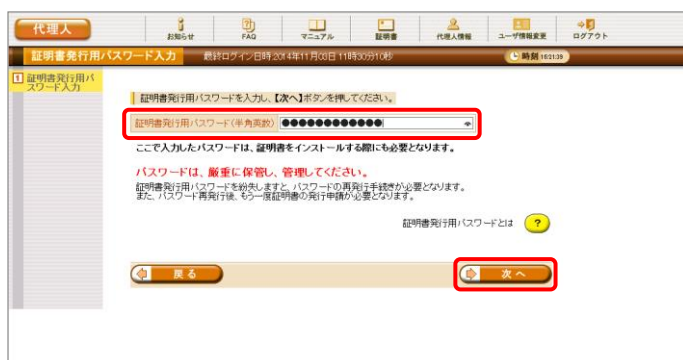 代理人
お知らせ
FAQ
マニュアル
証明書
代理人情報
ユーザ情報変更
ログアウト
証明書発行用パスワード入力
最終ログイン日時:2014年11月03日 11時30分10秒
時刻 16:21:39
1 証明書発行用パ
スワード入力
証明書発行用パスワードを入力し、【次へ】ボタンを押してください。
証明書発行用パスワード(半角英数) ●●●●●●●●●●●●
ここで入力したパスワードは、証明書をインストールする際にも必要となります。
パスワードは、厳重に保管し、管理してください。
証明書発行用パスワードを紛失しますと、パスワードの再発行手続きが必要となります。
また、パスワード再発行後、もう一度証明書の発行申請が必要となります。
証明書発行用パスワードとは ?
戻る
次へ